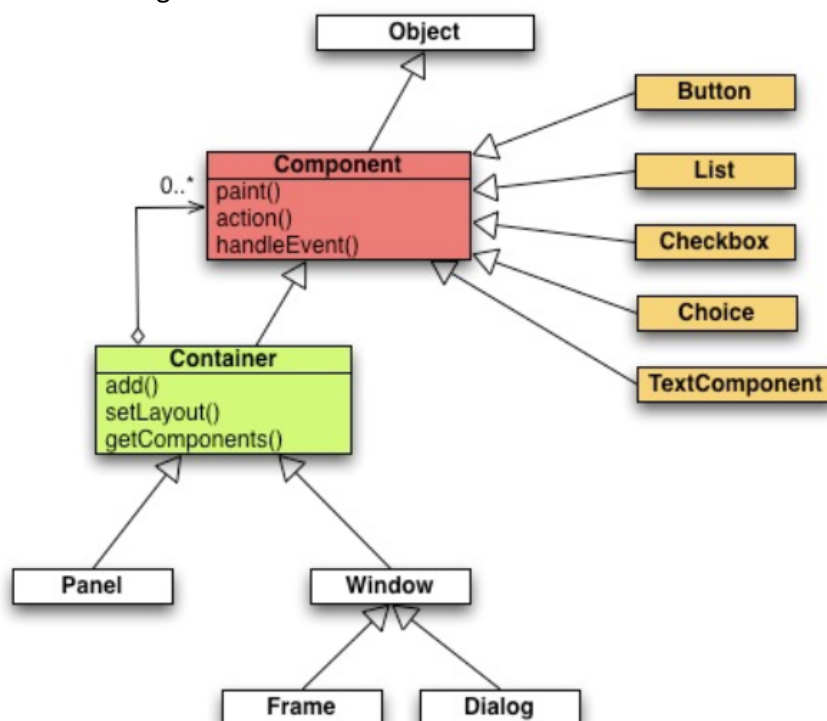 Object
Button
Component
List
0..*
paint()
action()
handleEvent()
Checkbox
Choice
Container
TextComponent
add()
setLayout()
getComponents()
Panel
Window
Frame
Dialog